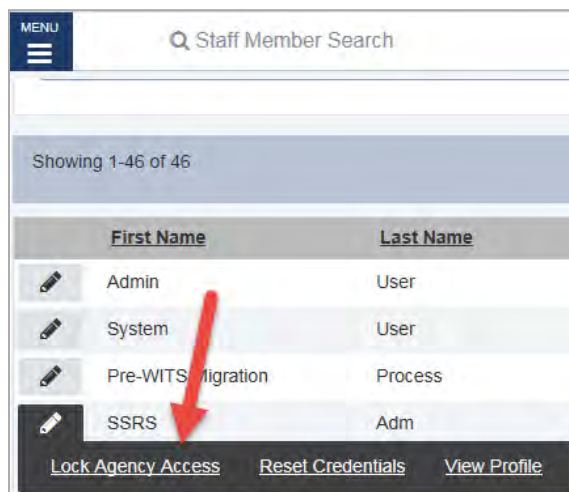 MENU
Staff Member Search
Showing 1-46 of 46
First Name Last Name
Admin User
System User
Pre-WITS Migration Process
SSRS Adm
Lock Agency Access Reset Credentials View Profile